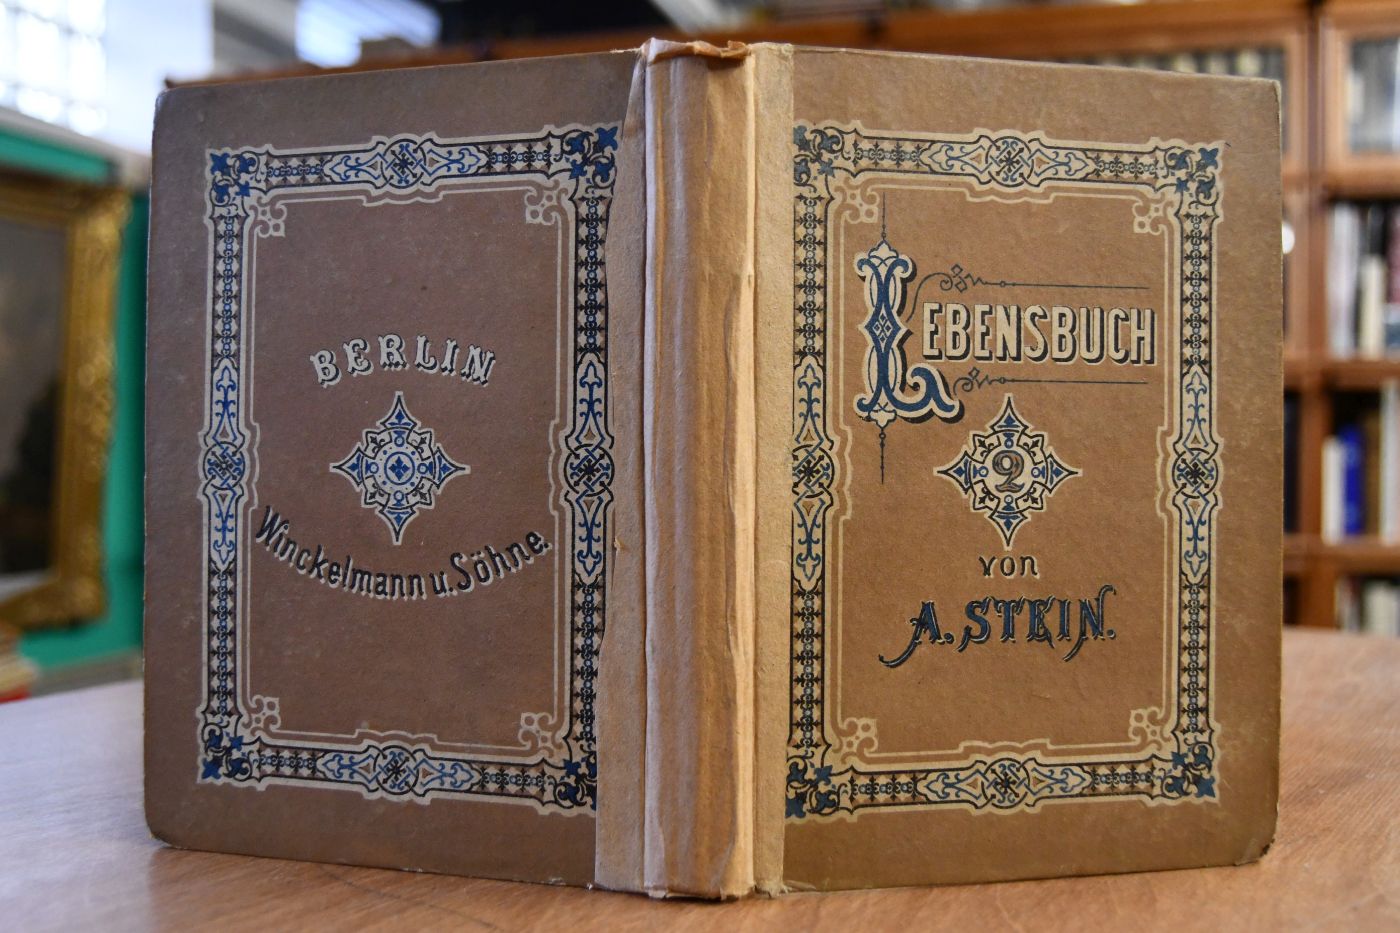 BERLIN
Winckelmann u. Söhne.
LEBENSBUCH
2
von
A. STEIN.